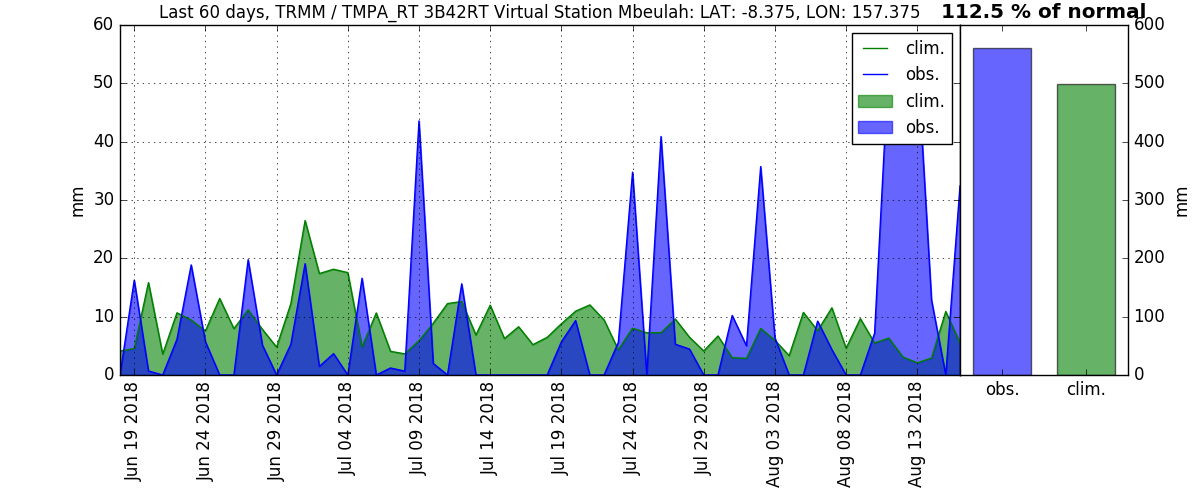 Last 60 days, TRMM / TMPA_RT 3B42RT Virtual Station Mbeulah: LAT: -8.375, LON: 157.375
112.5 % of normal
60
50
40
30
20
10
0
mm
clim.
obs.
clim.
obs.
Jun 19 2018
Jun 24 2018
Jun 29 2018
Jul 04 2018
Jul 09 2018
Jul 14 2018
Jul 19 2018
Jul 24 2018
Jul 29 2018
Aug 03 2018
Aug 08 2018
Aug 13 2018
600
500
400
300
200
100
0
mm
obs.
clim.